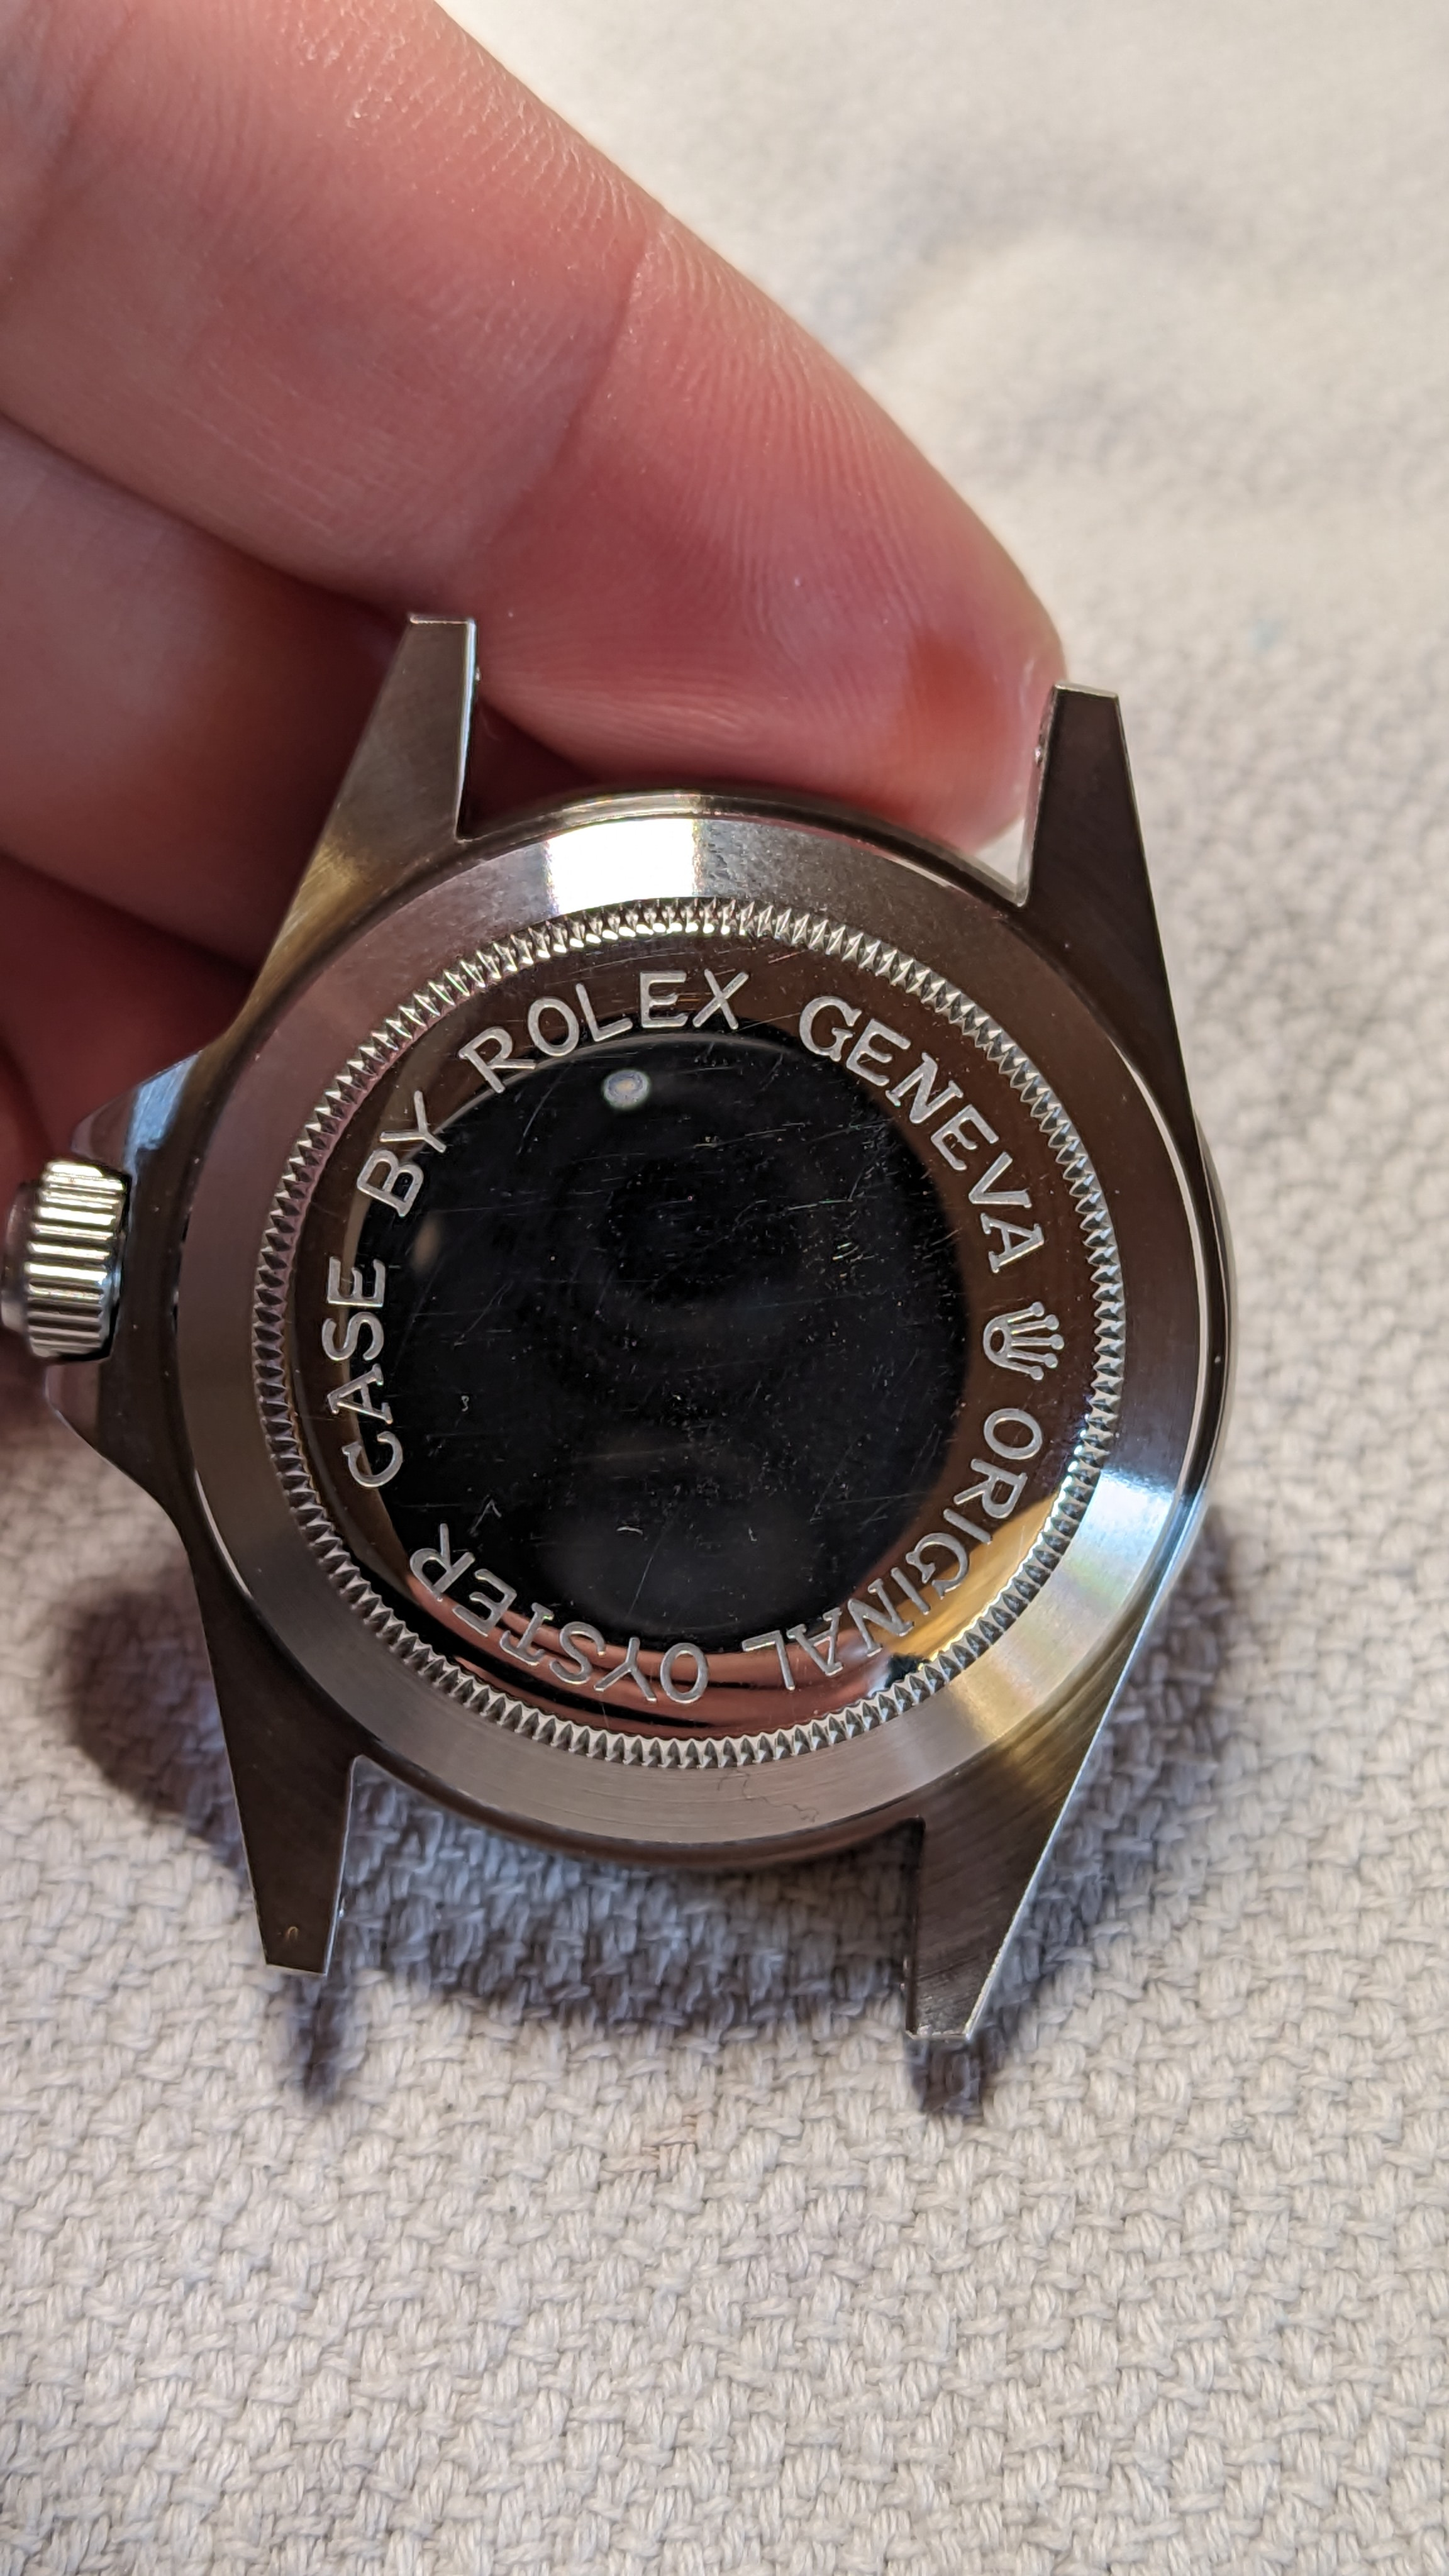 ORIGINAL OYSTER CASE BY ROLEX GENEVA